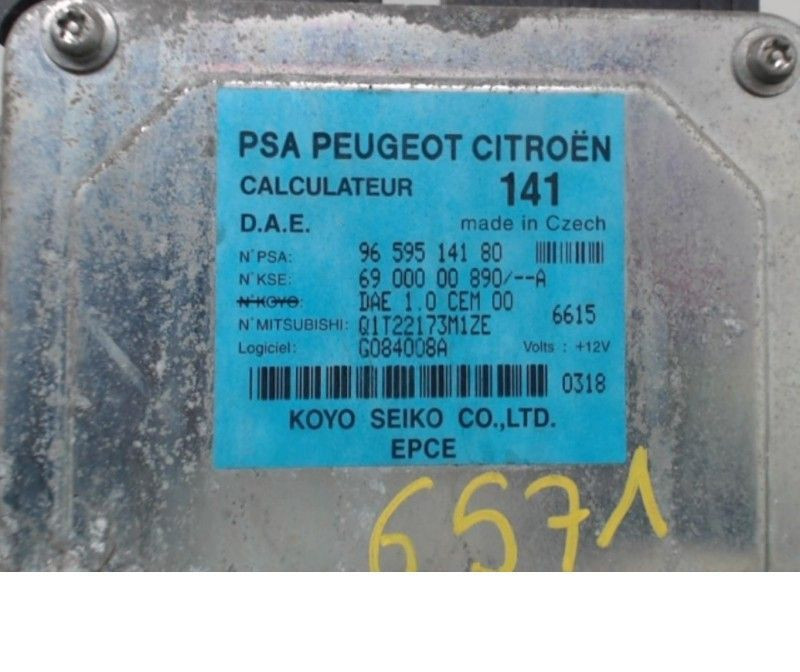 PSA PEUGEOT CITROËN
CALCULATEUR 141
D.A.E. made in Czech
N°PSA: 96 595 141 80
N°KSE: 69 000 00 890/--A
N°KOYO: DAE 1.0 CEM 00
6615
N°MITSUBISHI: Q1T22173M1ZE
Logiciel: G084008A Volts : +12V
0318
KOYO SEIKO CO.,LTD.
EPCE
6571